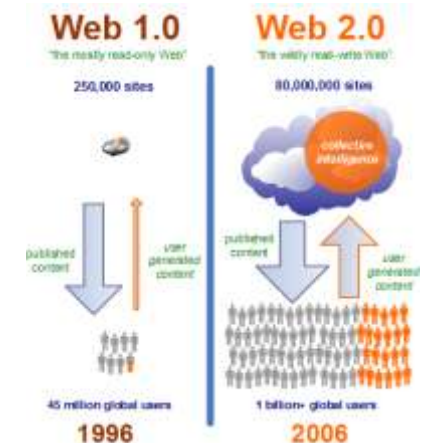 Web 1.0
"the mostly read-only Web"
250,000 sites
published
content
user
generated
content
45 million global users
1996
Web 2.0
"the wildly read-write Web"
80,000,000 sites
collective
intelligence
published
content
user
generated
content
1 billion+ global users
2006